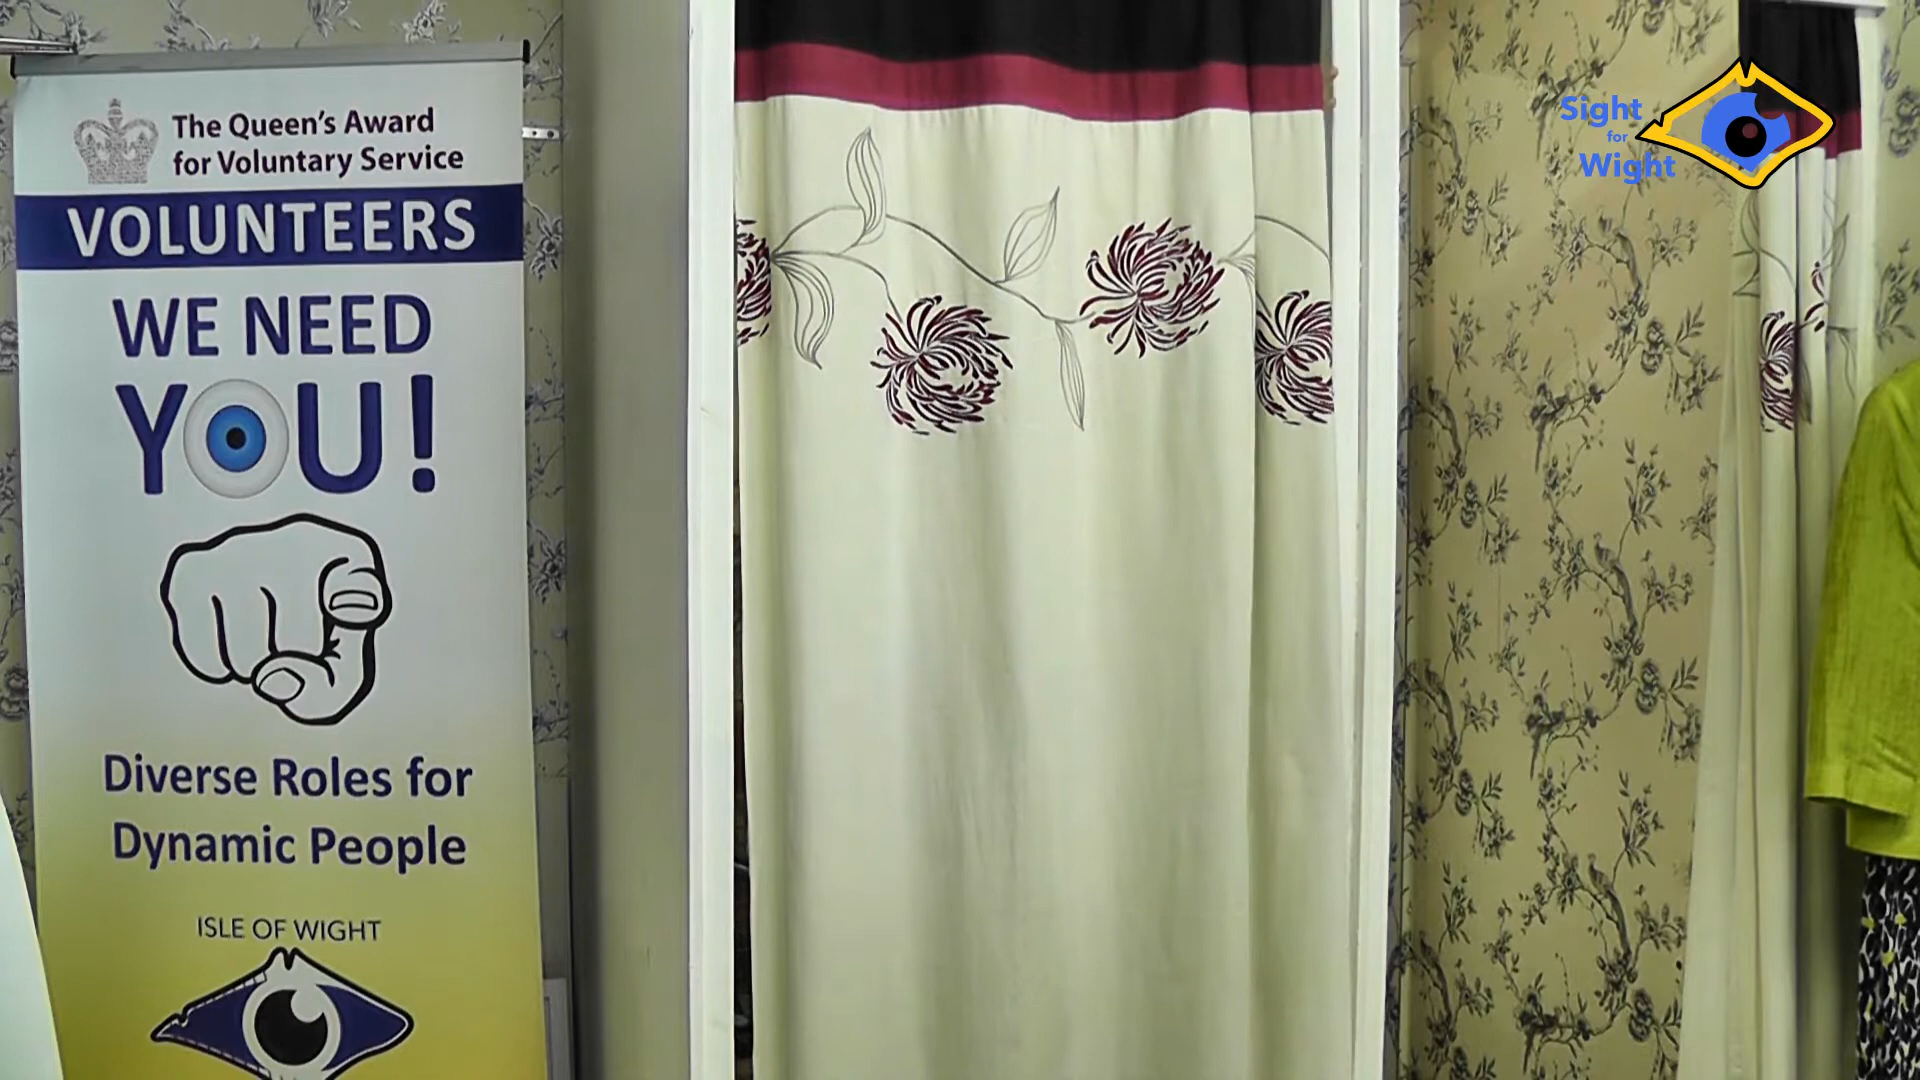 The Queen's Award
for Voluntary Service
VOLUNTEERS
WE NEED
YOU!
Diverse Roles for
Dynamic People
ISLE OF WIGHT
Sight
for
Wight